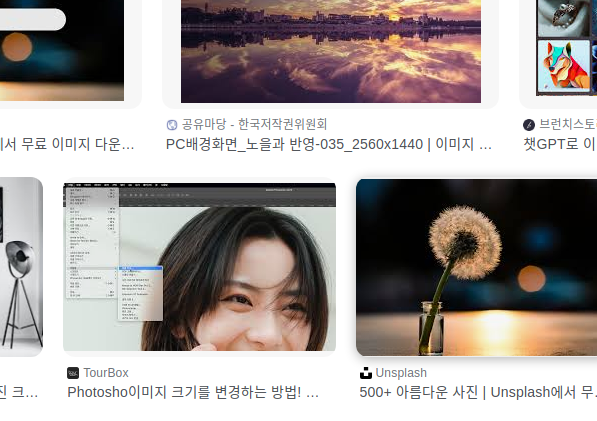 공유마당 - 한국저작권위원회
브런치스토리
에서 무료 이미지 다운...
PC배경화면_노을과 반영-035_2560x1440 | 이미지 ...
챗GPT로 이
TourBox
Unsplash
진 크...
Photosho이미지 크기를 변경하는 방법! ...
500+ 아름다운 사진 | Unsplash에서 무.